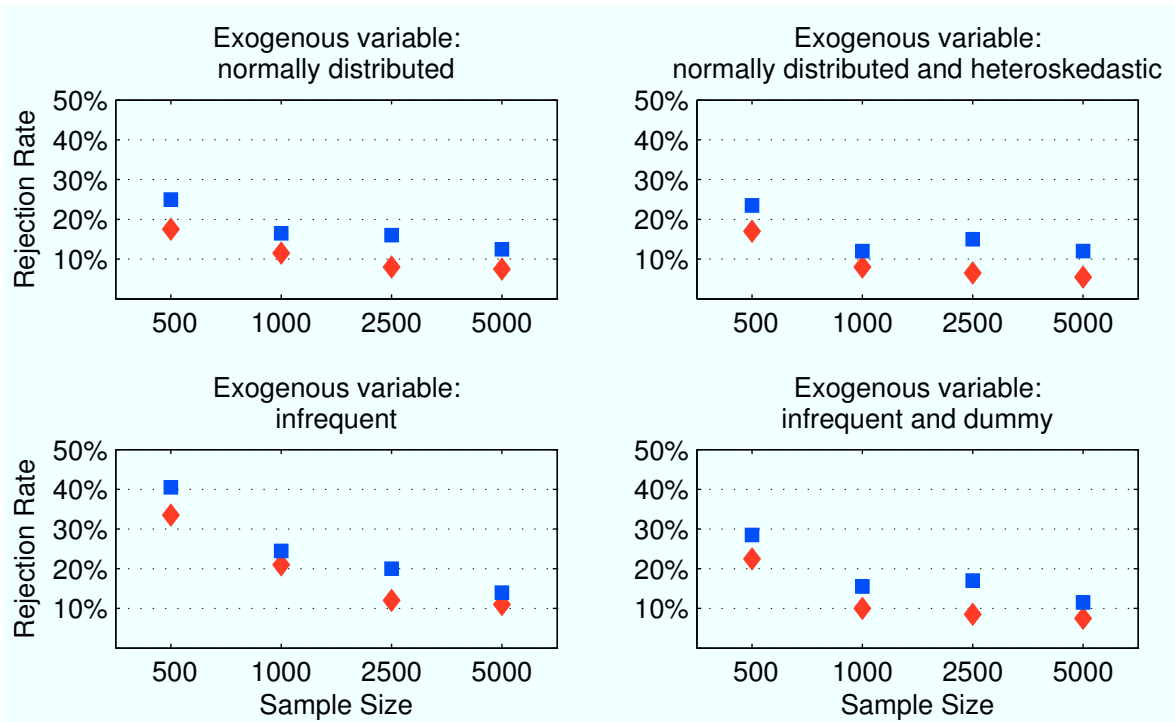 Exogenous variable:
normally distributed
50%
40%
30%
20%
10%
Rejection Rate
500 1000 2500 5000
Exogenous variable:
normally distributed and heteroskedastic
50%
40%
30%
20%
10%
500 1000 2500 5000
Exogenous variable:
infrequent
50%
40%
30%
20%
10%
Rejection Rate
500 1000 2500 5000
Sample Size
Exogenous variable:
infrequent and dummy
50%
40%
30%
20%
10%
500 1000 2500 5000
Sample Size